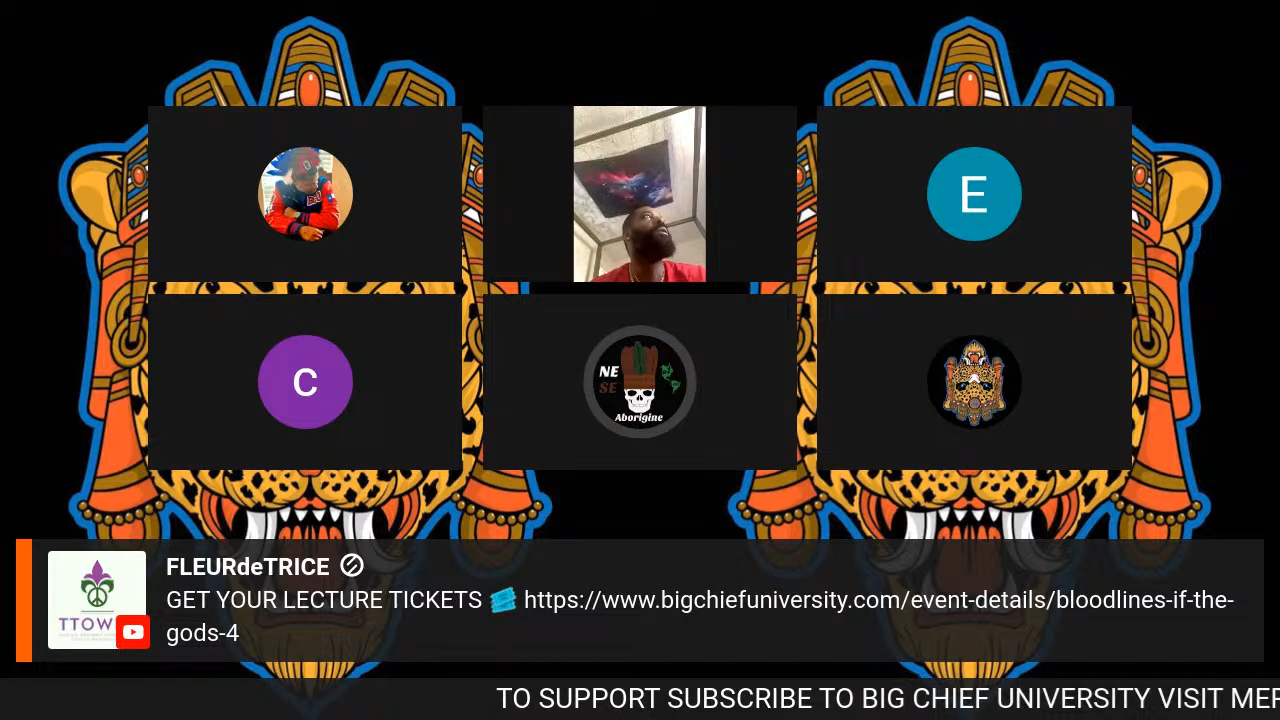 E
C
NE
SE
Aborigine
FLEURdeTRICE
GET YOUR LECTURE TICKETS 🎟️ https://www.bigchiefuniversity.com/event-details/bloodlines-if-the-
gods-4
TTOW
TO SUPPORT SUBSCRIBE TO BIG CHIEF UNIVERSITY VISIT MER